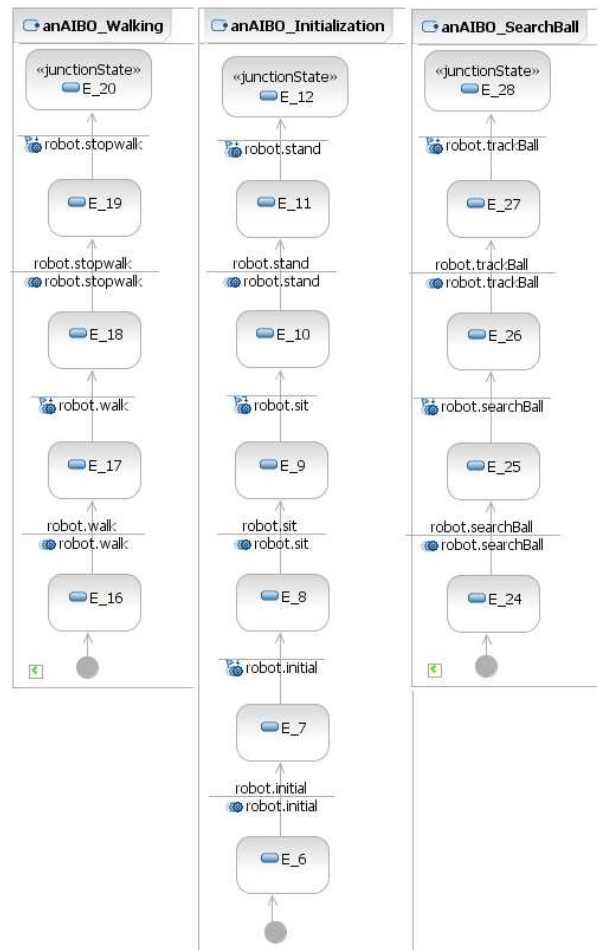 anAIBO_Walking
«junctionState»
E_20
robot.stopwalk
E_19
robot.stopwalk
robot.stopwalk
E_18
robot.walk
E_17
robot.walk
robot.walk
E_16
anAIBO_Initialization
«junctionState»
E_12
robot.stand
E_11
robot.stand
robot.stand
E_10
robot.sit
E_9
robot.sit
robot.sit
E_8
robot.initial
E_7
robot.initial
robot.initial
E_6
anAIBO_SearchBall
«junctionState»
E_28
robot.trackBall
E_27
robot.trackBall
robot.trackBall
E_26
robot.searchBall
E_25
robot.searchBall
robot.searchBall
E_24